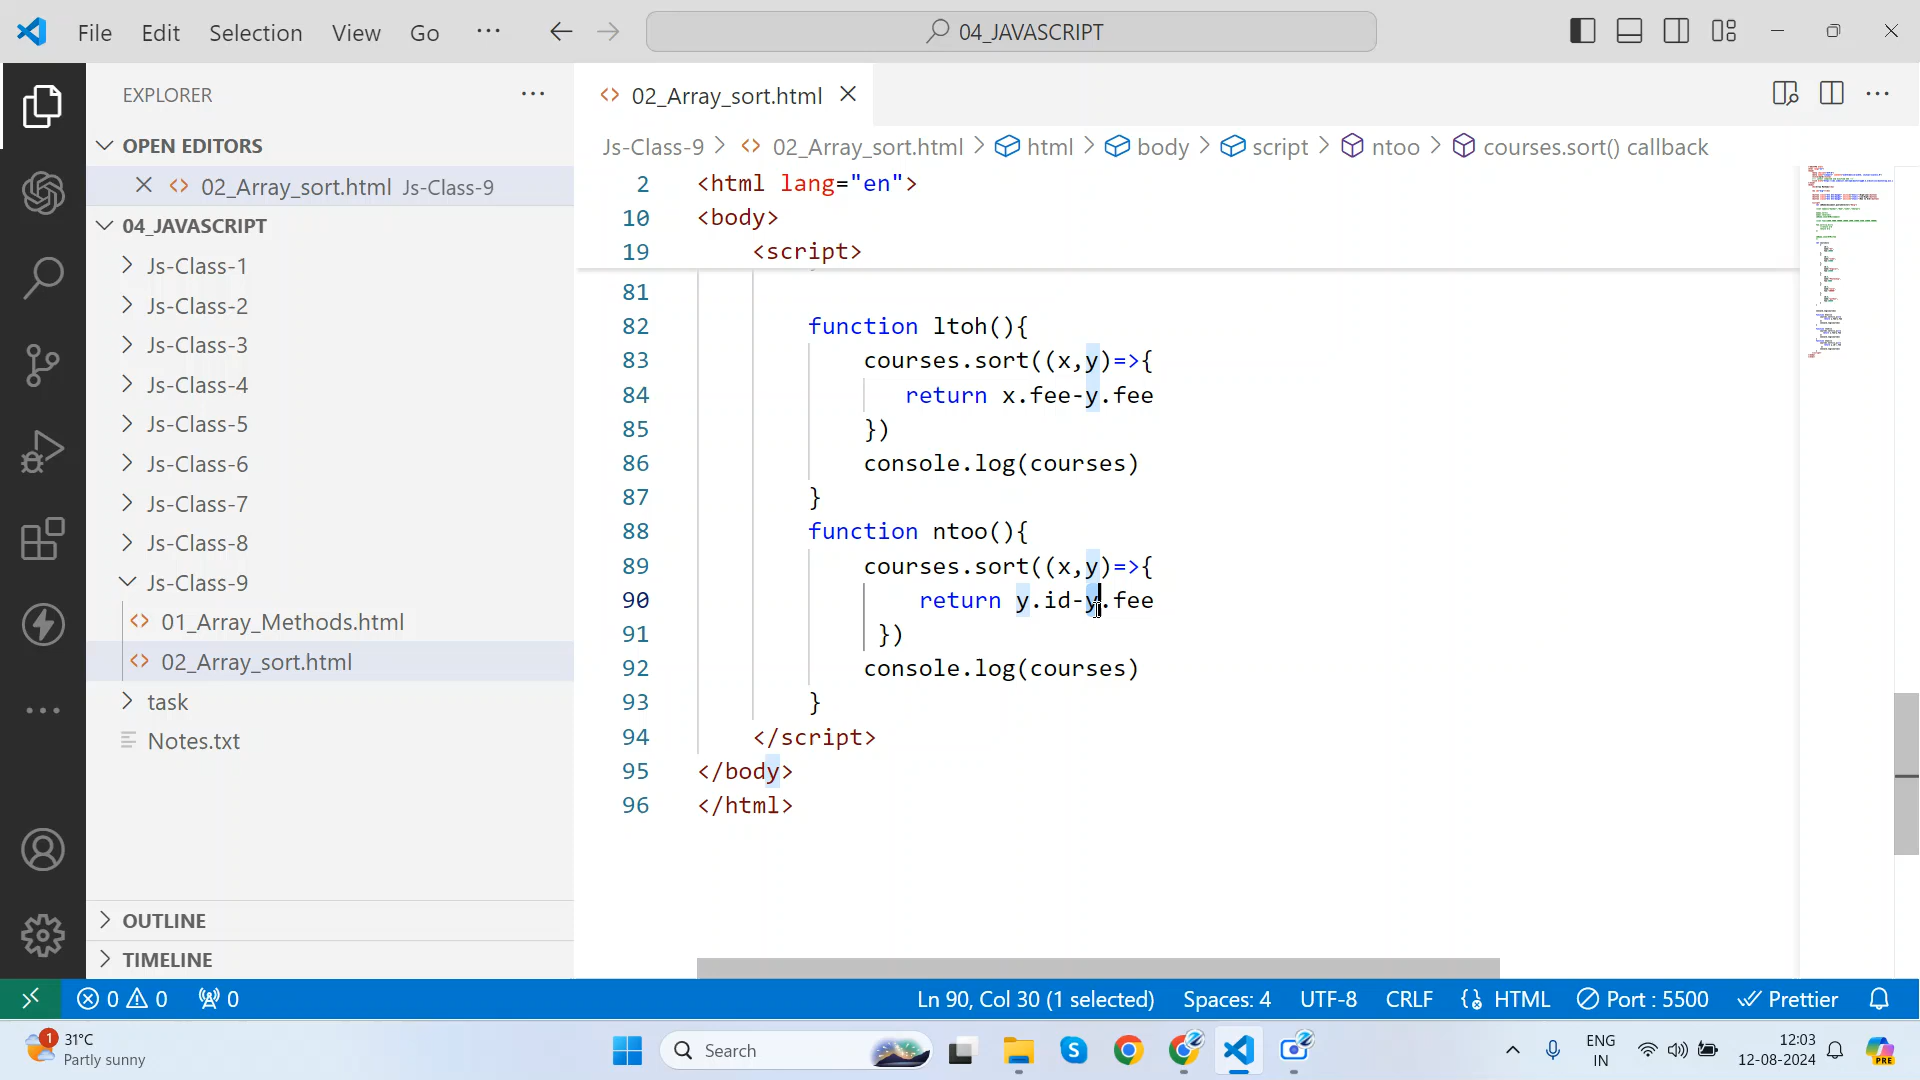 File Edit Selection View Go ··· 04_JAVASCRIPT
EXPLORER ···
OPEN EDITORS
02_Array_sort.html Js-Class-9
04_JAVASCRIPT
Js-Class-1
Js-Class-2
Js-Class-3
Js-Class-4
Js-Class-5
Js-Class-6
Js-Class-7
Js-Class-8
Js-Class-9
01_Array_Methods.html
02_Array_sort.html
task
Notes.txt
OUTLINE
TIMELINE
02_Array_sort.html
Js-Class-9 > 02_Array_sort.html > html > body > script > ntoo > courses.sort() callback
2 <html lang="en">
10 <body>
19 <script>
81
82 function ltoh(){
83 courses.sort((x,y)=>{
84 return x.fee-y.fee
85 })
86 console.log(courses)
87 }
88 function ntoo(){
89 courses.sort((x,y)=>{
90 return y.id-y.fee
91 })
92 console.log(courses)
93 }
94 </script>
95 </body>
96 </html>
0 0 0 Ln 90, Col 30 (1 selected) Spaces: 4 UTF-8 CRLF HTML Port : 5500 Prettier
1 31°C
Partly sunny
Search
ENG
IN
12:03
12-08-2024
PRE